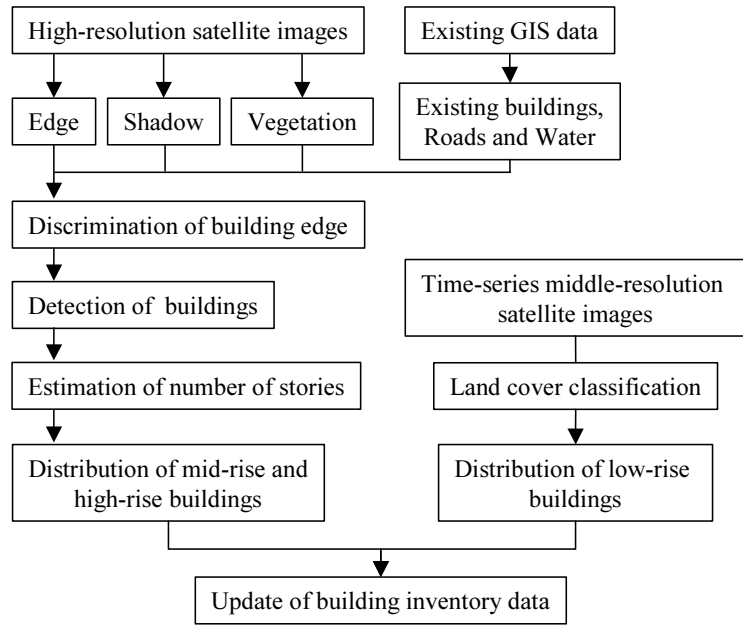 High-resolution satellite images
Existing GIS data
Edge
Shadow
Vegetation
Existing buildings,
Roads and Water
Discrimination of building edge
Detection of buildings
Time-series middle-resolution
satellite images
Estimation of number of stories
Land cover classification
Distribution of mid-rise and
high-rise buildings
Distribution of low-rise
buildings
Update of building inventory data